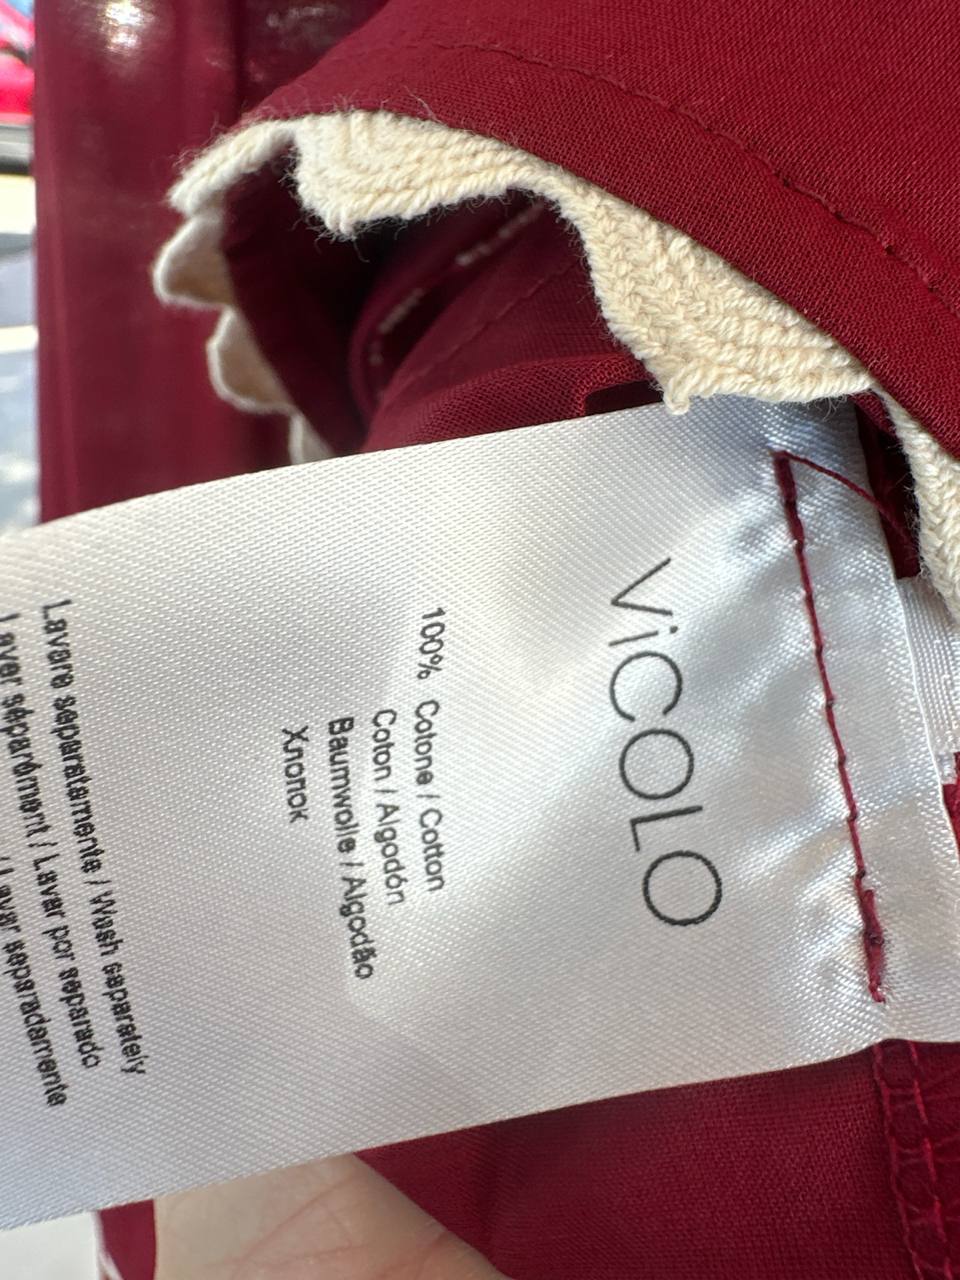 ViCOLO
100% Cotone / Cotton
Coton / Algodón
Baumwolle / Algodão
Хлопок
Lavare separatamente / Wash separately
Laver séparément / Lavar por separado
Lavar separadamente